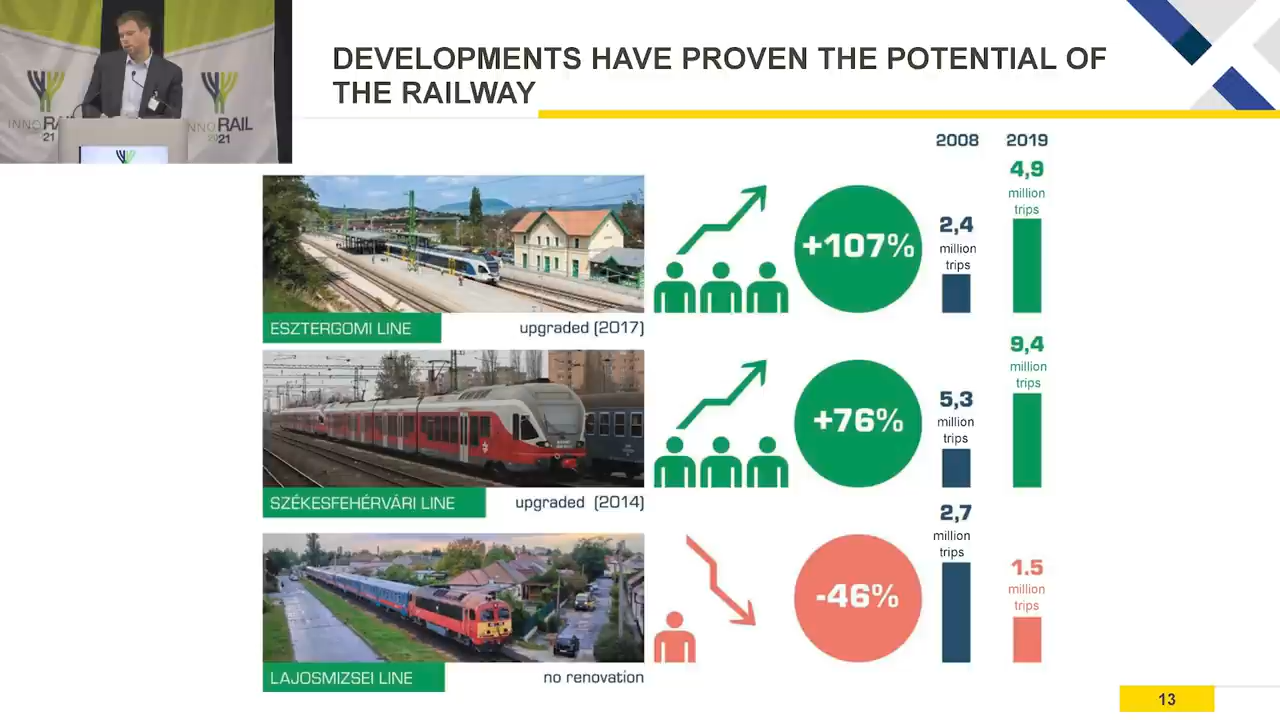 DEVELOPMENTS HAVE PROVEN THE POTENTIAL OF
THE RAILWAY
INNORAIL
2021
INNORAIL
2021
2008
2019
+107%
2,4
million
trips
4,9
million
trips
ESZTERGOMI LINE
upgraded (2017)
+76%
5,3
million
trips
9,4
million
trips
SZÉKESFEHÉRVÁRI LINE
upgraded (2014)
-46%
2,7
million
trips
1.5
million
trips
LAJOSMIZSEI LINE
no renovation
13